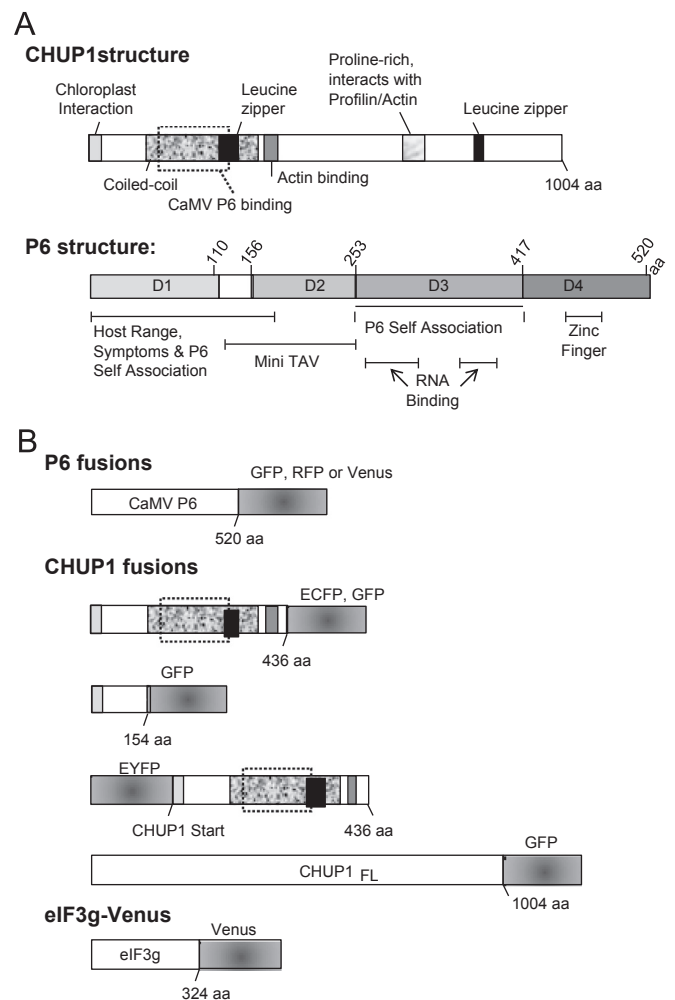 A
CHUP1structure
Chloroplast
Interaction
Leucine
zipper
Proline-rich,
interacts with
Profilin/Actin
Leucine zipper
Coiled-coil
CaMV P6 binding
Actin binding
1004 aa
P6 structure:
110
156
253
417
520
aa
D1
D2
D3
D4
Host Range,
Symptoms & P6
Self Association
Mini TAV
P6 Self Association
RNA
Binding
Zinc
Finger
B
P6 fusions
GFP, RFP or Venus
CaMV P6
520 aa
CHUP1 fusions
ECFP, GFP
436 aa
GFP
154 aa
EYFP
CHUP1 Start
436 aa
GFP
CHUP1 FL
1004 aa
eIF3g-Venus
Venus
eIF3g
324 aa